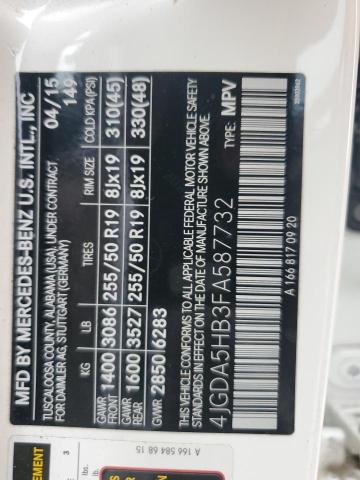 MFD BY MERCEDES-BENZ U.S. INTL., INC
TUSCALOOSA COUNTY, ALABAMA (USA), UNDER CONTRACT 04/15
FOR DAIMLER AG, STUTTGART (GERMANY) 149
KG LB TIRES RIM SIZE COLD KPA(PSI)
GAWR FRONT 1400 3086 255/50 R19 8Jx19 310(45)
GAWR REAR 1600 3527 255/50 R19 8Jx19 330(48)
GVWR 2850 6283
THIS VEHICLE CONFORMS TO ALL APPLICABLE FEDERAL MOTOR VEHICLE SAFETY
STANDARDS IN EFFECT ON THE DATE OF MANUFACTURE SHOWN ABOVE.
4JGDA5HB3FA587732 TYPE: MPV
A 166 817 09 20
A 166 584 68 15
EMENT
3
lbs.
lb.